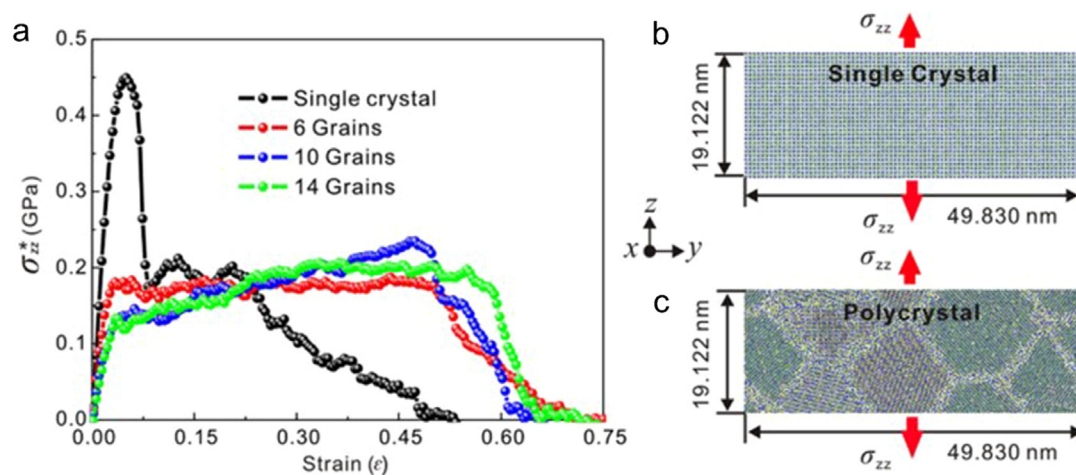 a
0.5
0.4
0.3
0.2
0.1
0.0
σ*zz (GPa)
Single crystal
6 Grains
10 Grains
14 Grains
0.00 0.15 0.30 0.45 0.60 0.75
Strain (ε)
b
σzz
Single Crystal
19.122 nm
49.830 nm
σzz
z
x
y
c
σzz
Polycrystal
19.122 nm
49.830 nm
σzz